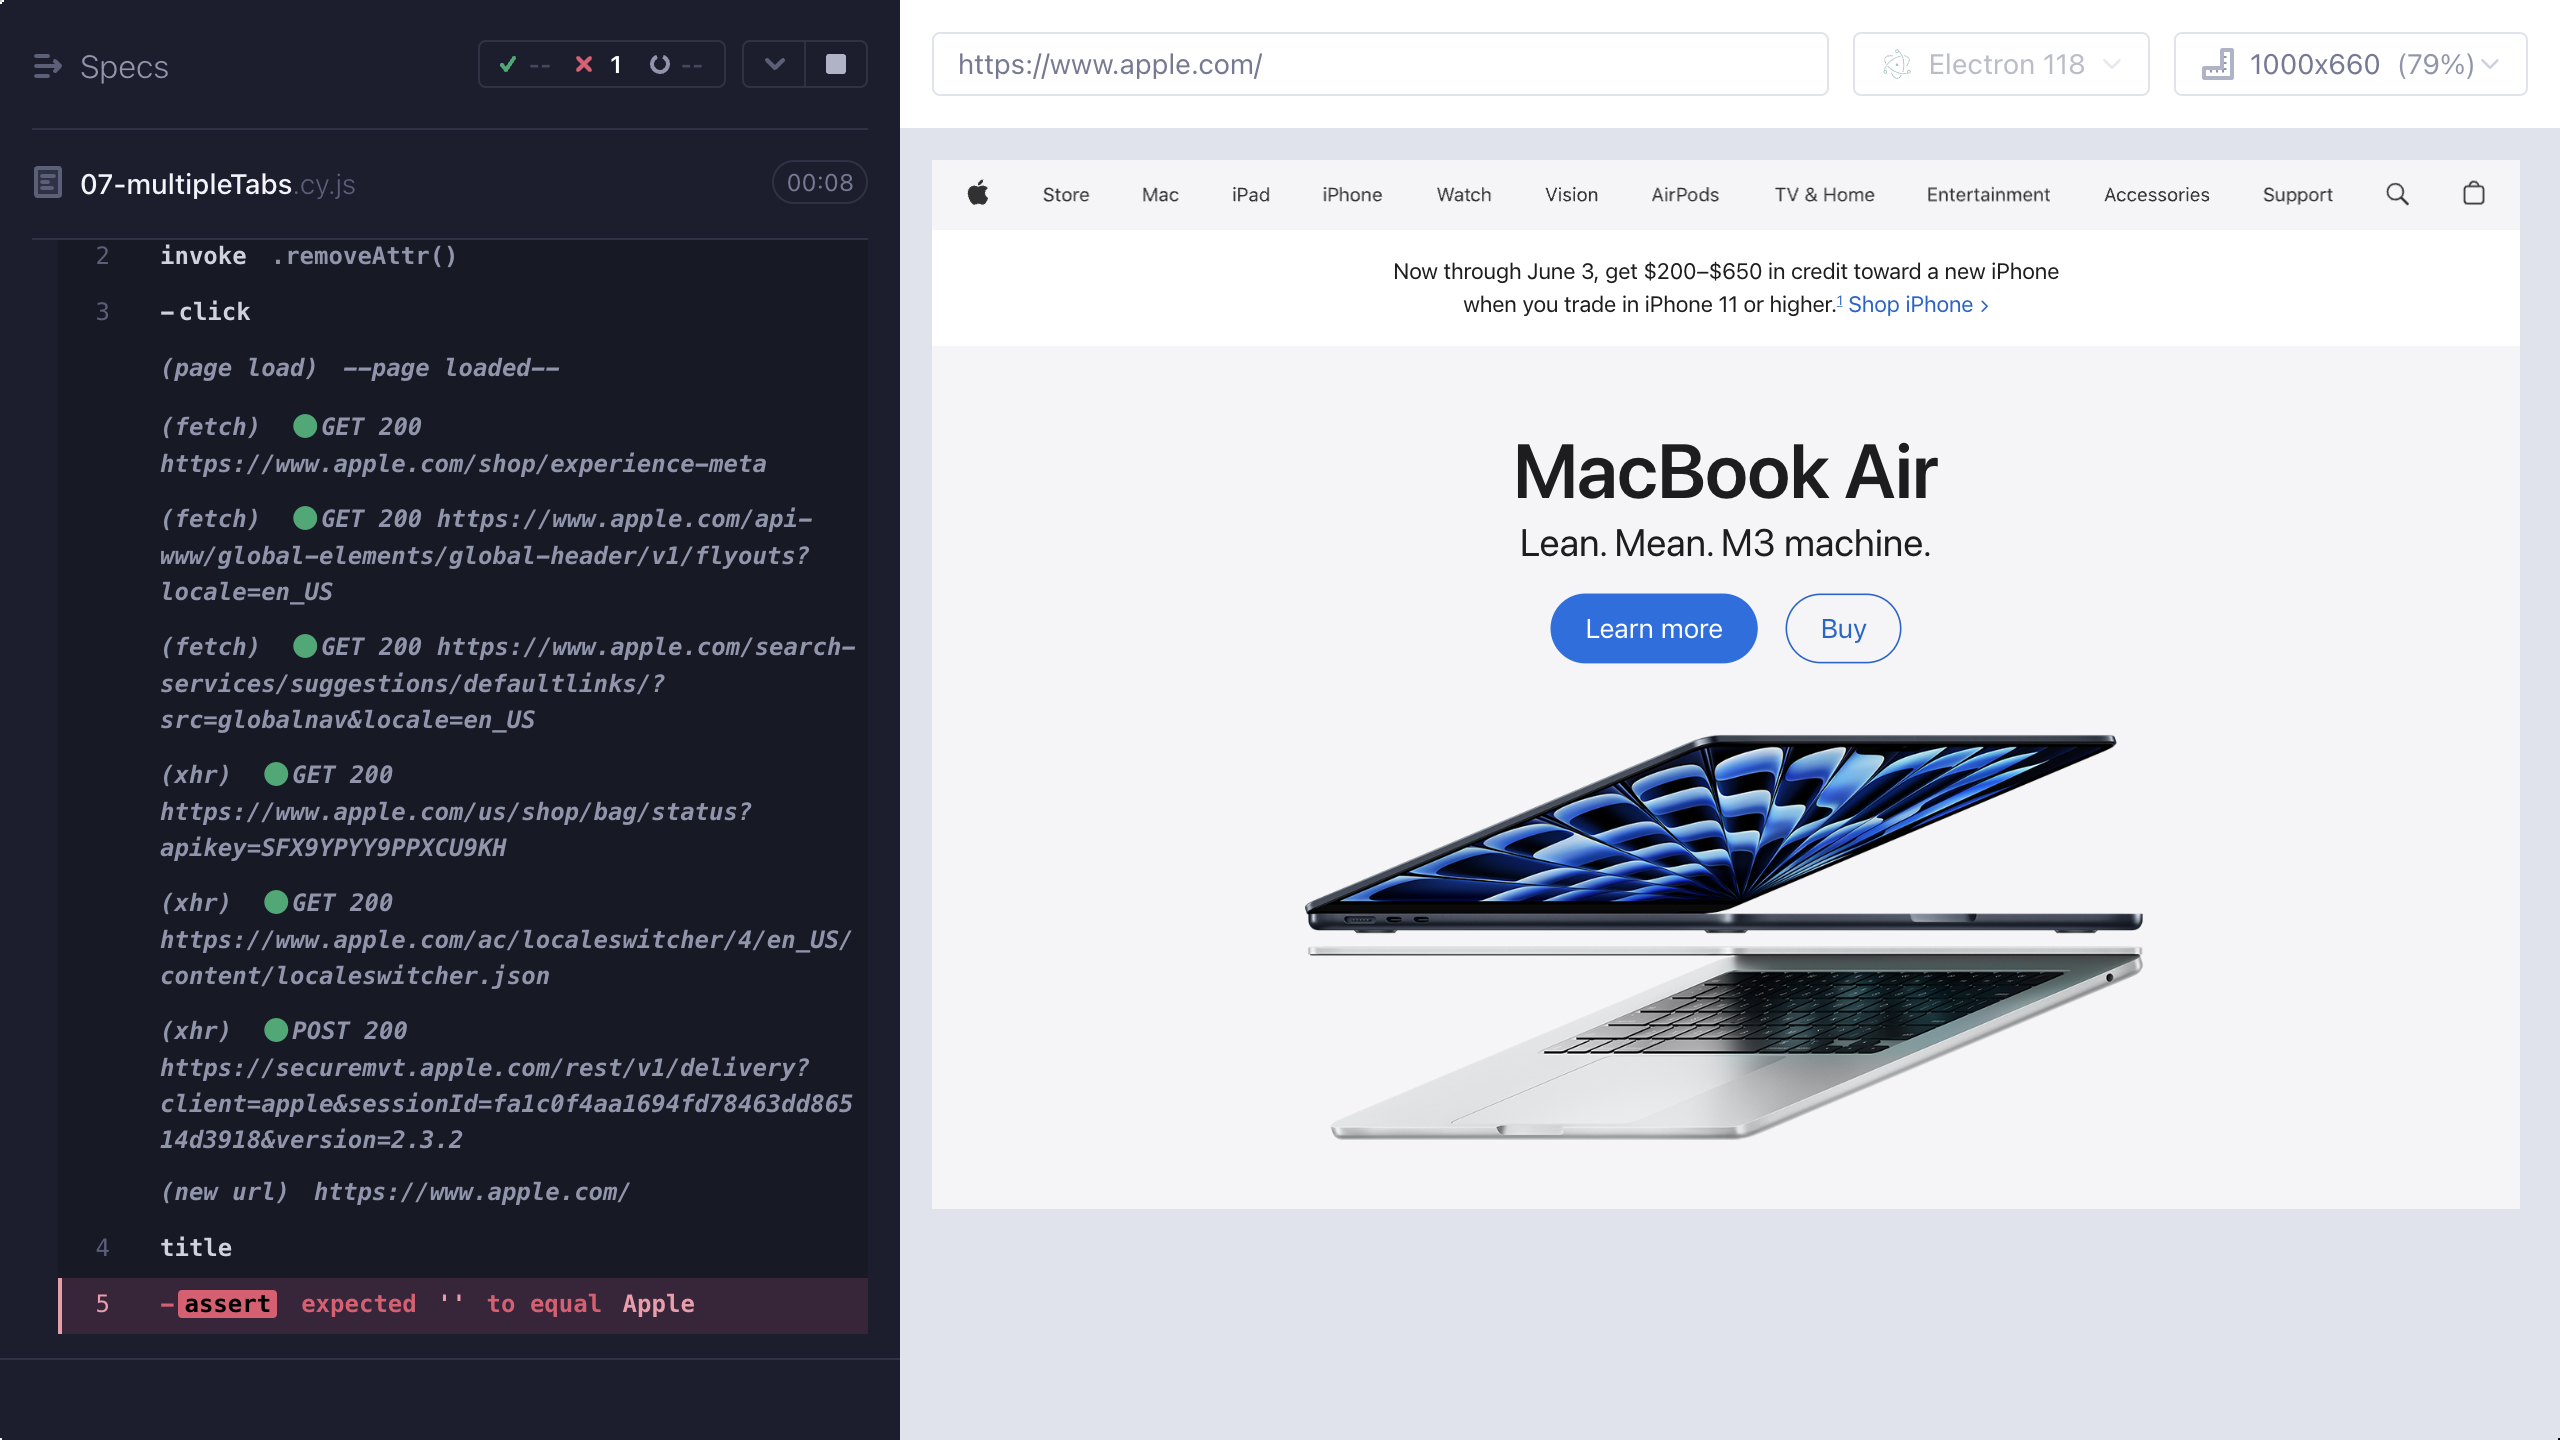 Specs
-- 1 --
07-multipleTabs.cy.js 00:08
2 invoke .removeAttr()
3 -click
(page load) --page loaded--
(fetch) GET 200
https://www.apple.com/shop/experience-meta
(fetch) GET 200 https://www.apple.com/api-
www/global-elements/global-header/v1/flyouts?
locale=en_US
(fetch) GET 200 https://www.apple.com/search-
services/suggestions/defaultlinks/?
src=globalnav&locale=en_US
(xhr) GET 200
https://www.apple.com/us/shop/bag/status?
apikey=SFX9YPYY9PPXCU9KH
(xhr) GET 200
https://www.apple.com/ac/localeswitcher/4/en_US/
content/localeswitcher.json
(xhr) POST 200
https://securemvt.apple.com/rest/v1/delivery?
client=apple&sessionId=fa1c0f4aa1694fd78463dd865
14d3918&version=2.3.2
(new url) https://www.apple.com/
4 title
5 -assert expected '' to equal Apple
https://www.apple.com/
Electron 118
1000x660 (79%)
Store Mac iPad iPhone Watch Vision AirPods TV & Home Entertainment Accessories Support
Now through June 3, get $200–$650 in credit toward a new iPhone
when you trade in iPhone 11 or higher.¹ Shop iPhone >
MacBook Air
Lean. Mean. M3 machine.
Learn more Buy